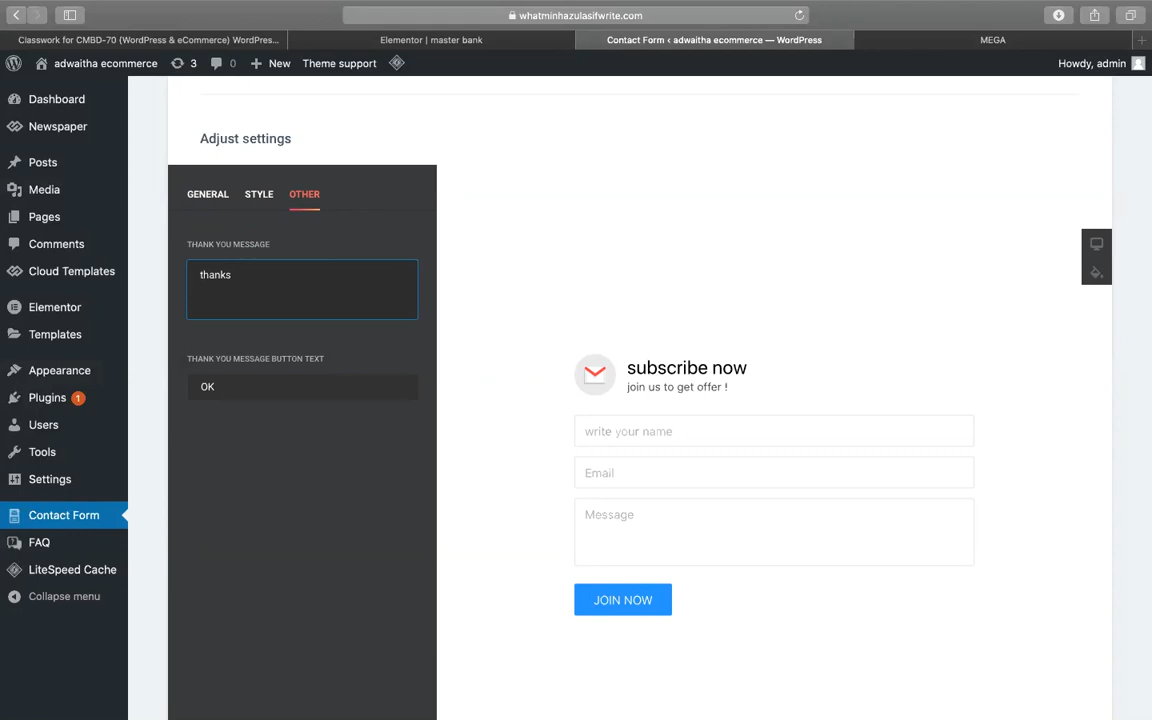 whatminhazulasifwrite.com
Classwork for CMBD-70 (WordPress & eCommerce) WordPres...
Elementor | master bank
Contact Form ‹ adwaitha ecommerce — WordPress
MEGA
adwaitha ecommerce
3
0
New
Theme support
Howdy, admin
Dashboard
Newspaper
Posts
Media
Pages
Comments
Cloud Templates
Elementor
Templates
Appearance
Plugins 1
Users
Tools
Settings
Contact Form
FAQ
LiteSpeed Cache
Collapse menu
Adjust settings
GENERAL STYLE OTHER
THANK YOU MESSAGE
thanks
THANK YOU MESSAGE BUTTON TEXT
OK
subscribe now
join us to get offer !
write your name
Email
Message
JOIN NOW